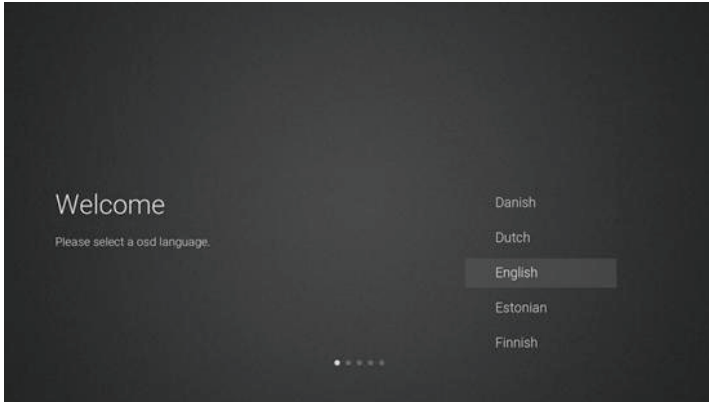 Welcome
Please select a osd language.
Danish
Dutch
English
Estonian
Finnish